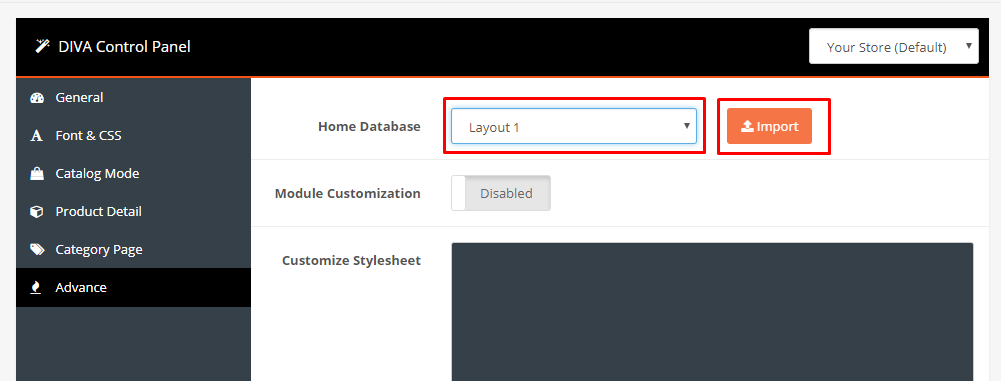 DIVA Control Panel
Your Store (Default)
General
Font & CSS
Catalog Mode
Product Detail
Category Page
Advance
Home Database
Layout 1
Import
Module Customization
Disabled
Customize Stylesheet